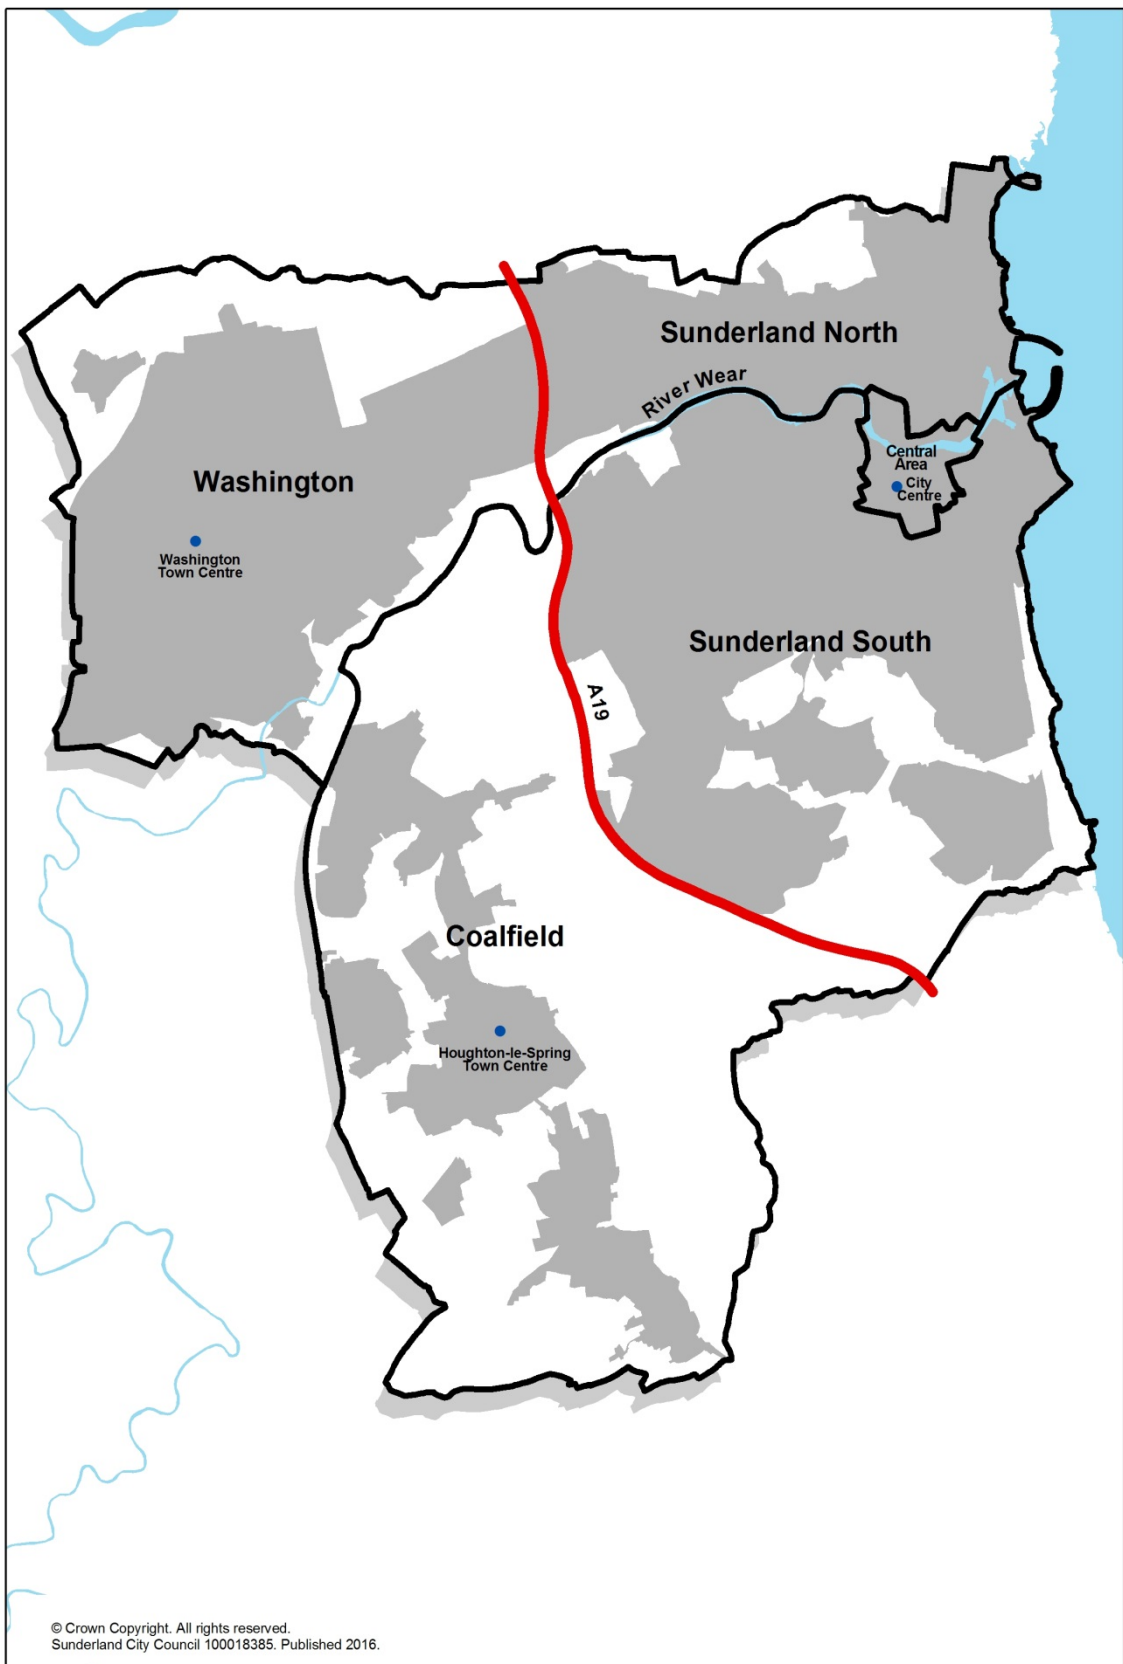 Sunderland North
River Wear
Central
Area
City
Centre
Washington
Washington
Town Centre
Sunderland South
A19
Coalfield
Houghton-le-Spring
Town Centre
© Crown Copyright. All rights reserved.
Sunderland City Council 100018385. Published 2016.